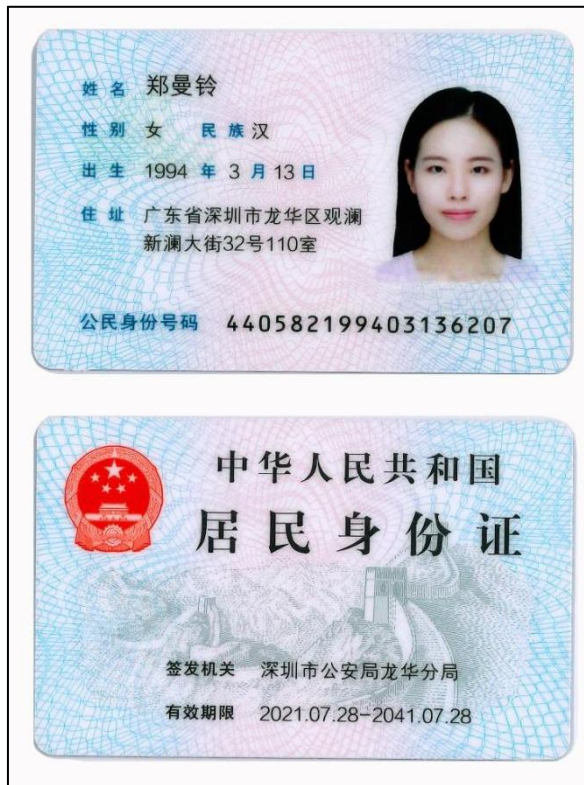 姓名 郑曼铃
性别 女 民族 汉
出生 1994 年 3 月 13 日
住址 广东省深圳市龙华区观澜
新澜大街32号110室
公民身份号码 440582199403136207
中华人民共和国
居民身份证
签发机关 深圳市公安局龙华分局
有效期限 2021.07.28-2041.07.28